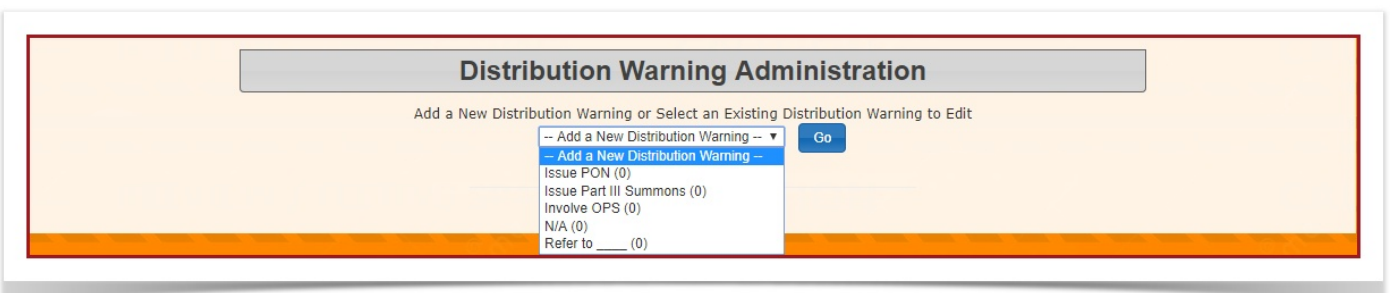 Distribution Warning Administration
Add a New Distribution Warning or Select an Existing Distribution Warning to Edit
-- Add a New Distribution Warning -- Go
-- Add a New Distribution Warning --
Issue PON (0)
Issue Part III Summons (0)
Involve OPS (0)
N/A (0)
Refer to ____ (0)